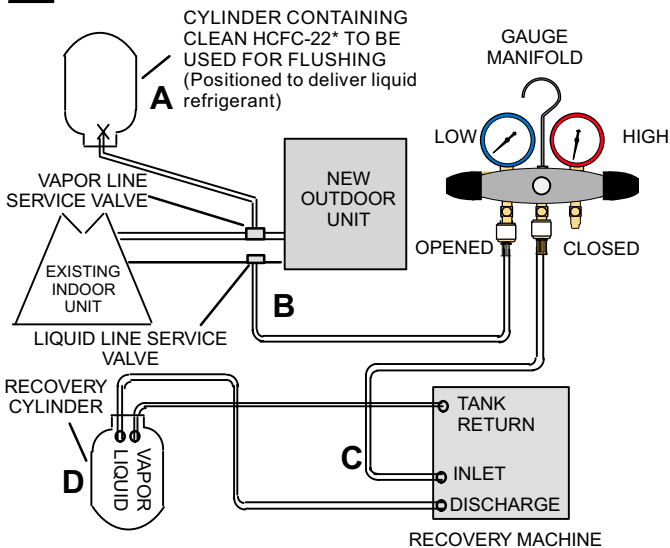 CYLINDER CONTAINING
CLEAN HCFC-22* TO BE
USED FOR FLUSHING
(Positioned to deliver liquid
refrigerant)
A
GAUGE
MANIFOLD
LOW
HIGH
VAPOR LINE
SERVICE VALVE
NEW
OUTDOOR
UNIT
OPENED
CLOSED
EXISTING
INDOOR
UNIT
B
LIQUID LINE SERVICE
VALVE
RECOVERY
CYLINDER
TANK
RETURN
LIQUID
VAPOR
D
C
INLET
DISCHARGE
RECOVERY MACHINE